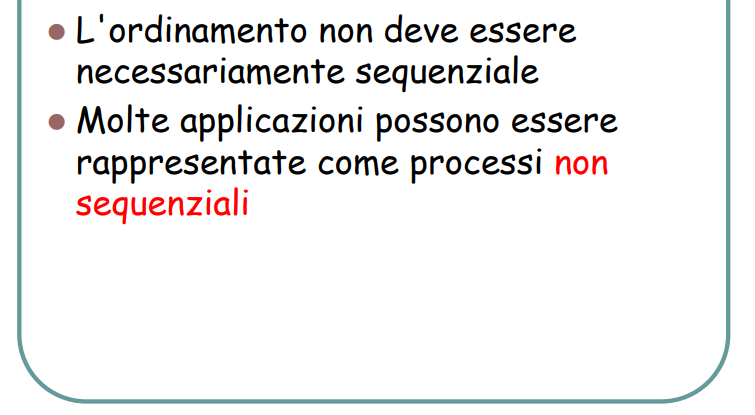 L'ordinamento non deve essere
necessariamente sequenziale
Molte applicazioni possono essere
rappresentate come processi non
sequenziali